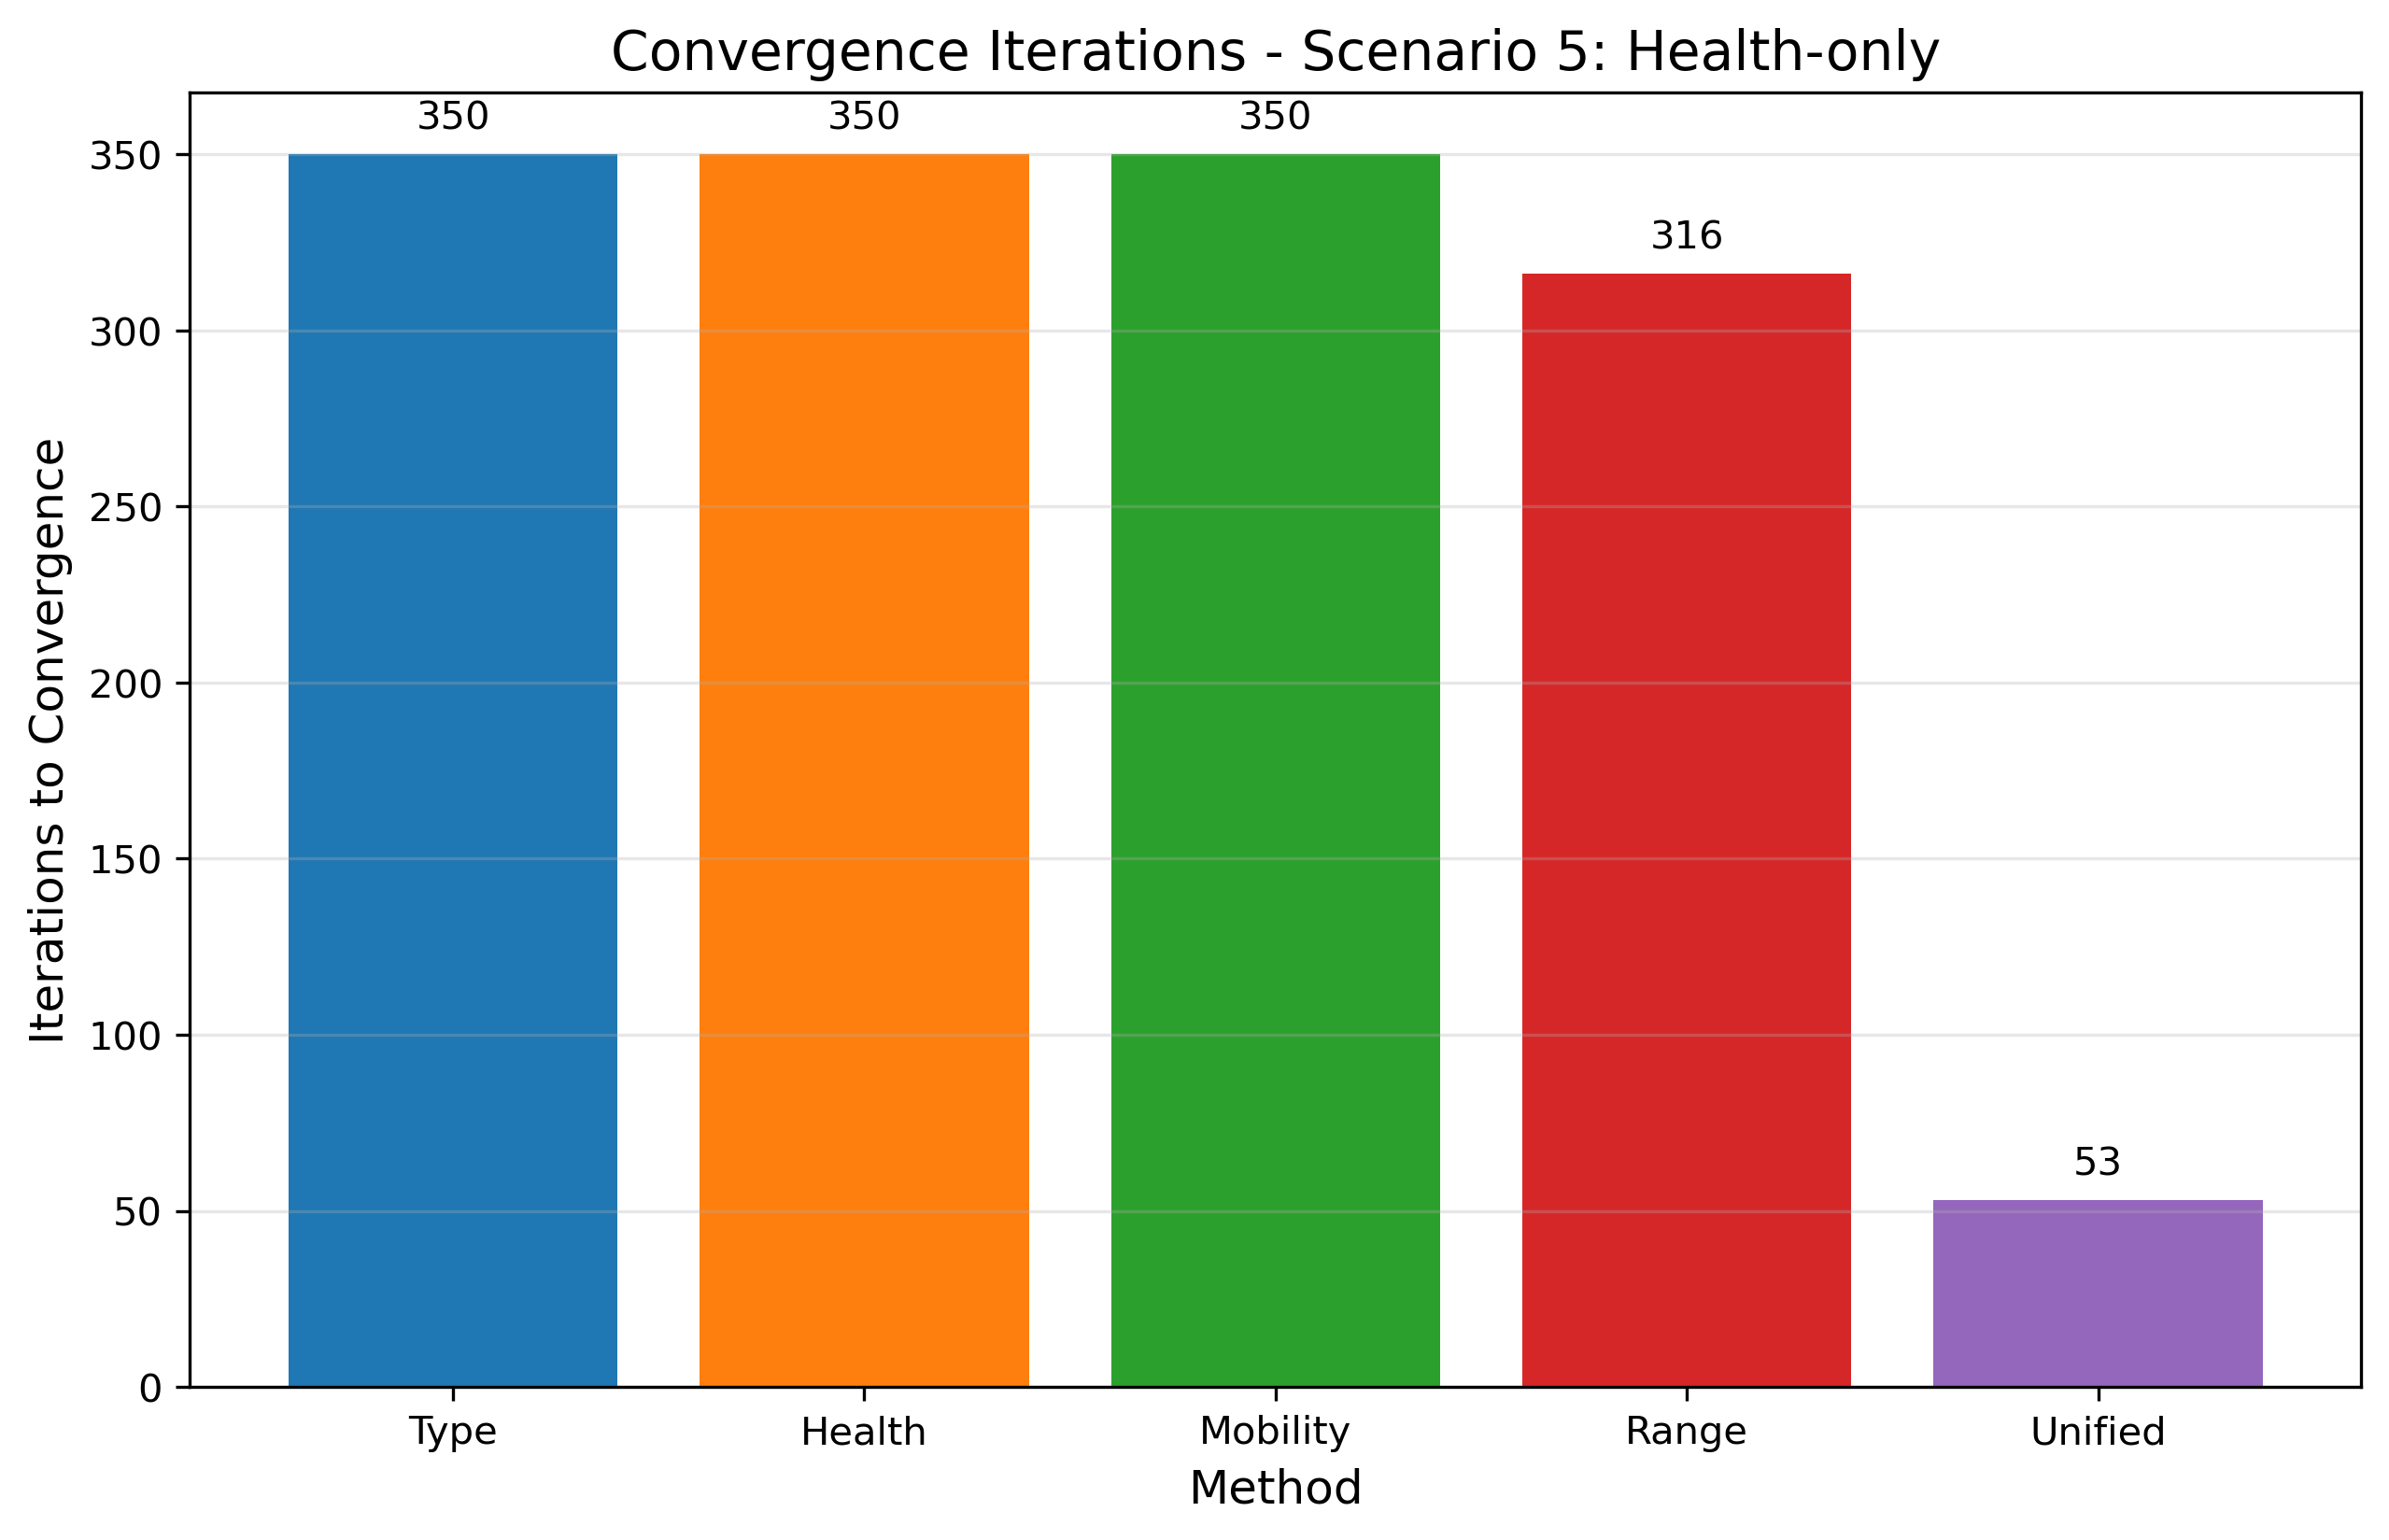 Convergence Iterations - Scenario 5: Health-only
Iterations to Convergence
350
300
250
200
150
100
50
0
350
350
350
316
53
Type
Health
Mobility
Range
Unified
Method